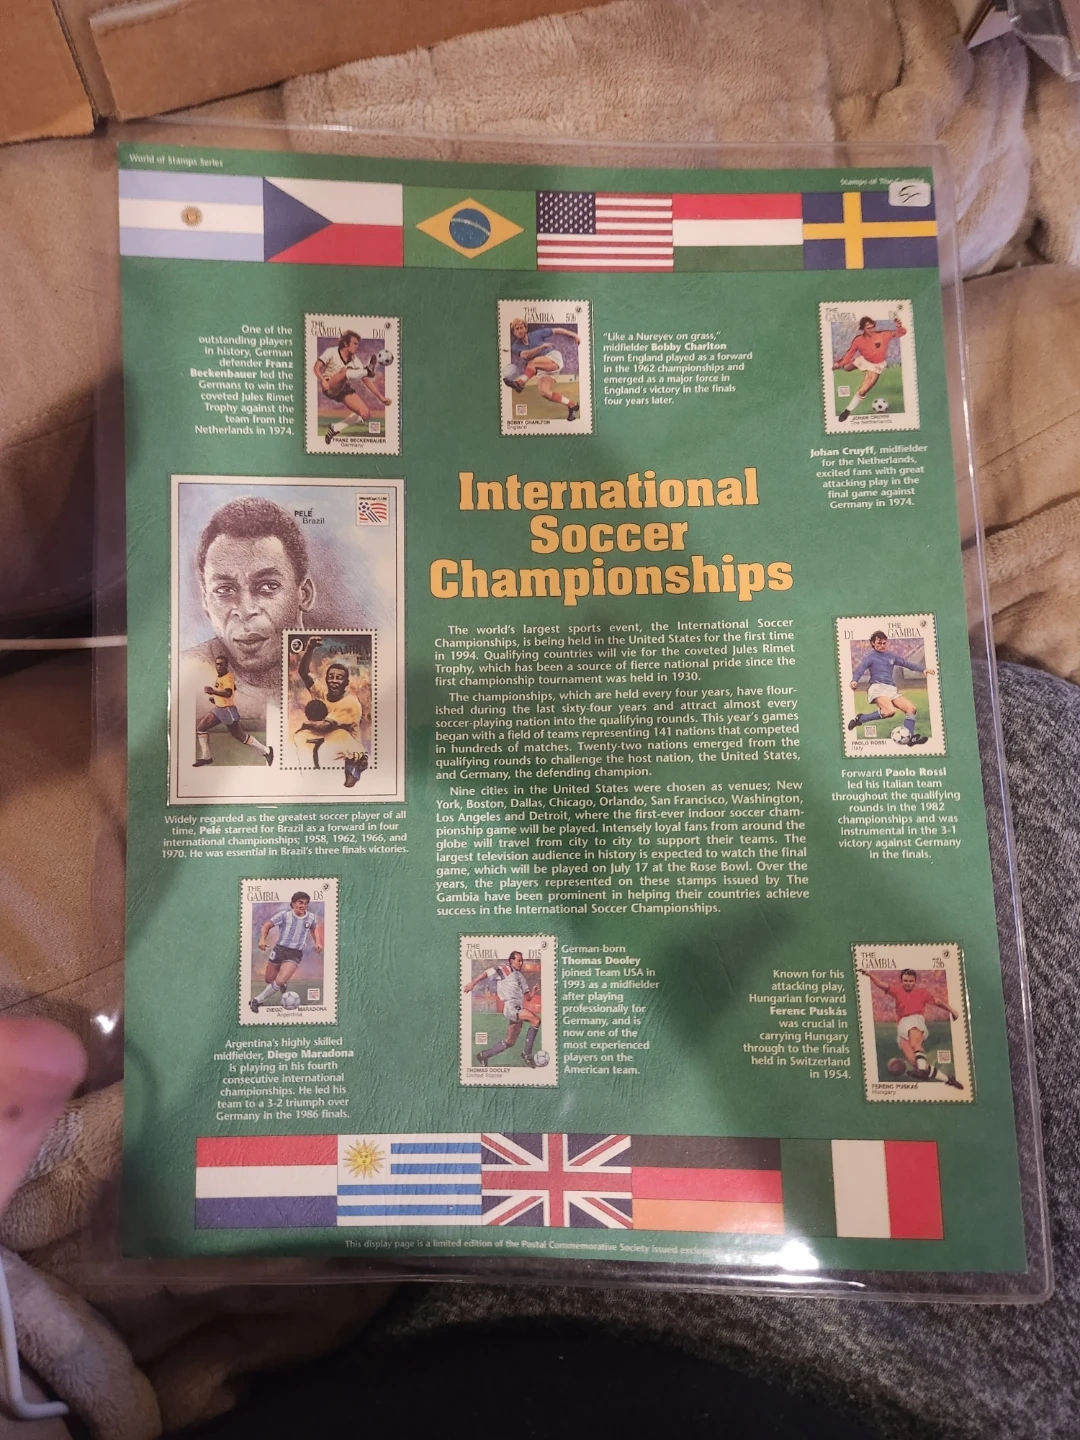 World of Stamps Series
Stamps of The Gambia
One of the
outstanding players
in history, German
defender Franz
Beckenbauer led the
Germans to win the
coveted Jules Rimet
Trophy against the
team from the
Netherlands in 1974.
THE
GAMBIA D10
FRANZ BECKENBAUER
Germany
THE
GAMBIA 50b
BOBBY CHARLTON
England
"Like a Nureyev on grass,"
midfielder Bobby Charlton
from England played as a forward
in the 1962 championships and
emerged as a major force in
England's victory in the finals
four years later.
THE
GAMBIA
JOHAN CRUYFF
The Netherlands
Johan Cruyff, midfielder
for the Netherlands,
excited fans with great
attacking play in the
final game against
Germany in 1974.
PELÉ
Brazil
GAMBIA
Widely regarded as the greatest soccer player of all
time, Pelé starred for Brazil as a forward in four
international championships; 1958, 1962, 1966, and
1970. He was essential in Brazil's three finals victories.
International
Soccer
Championships
The world's largest sports event, the International Soccer
Championships, is being held in the United States for the first time
in 1994. Qualifying countries will vie for the coveted Jules Rimet
Trophy, which has been a source of fierce national pride since the
first championship tournament was held in 1930.
The championships, which are held every four years, have flour-
ished during the last sixty-four years and attract almost every
soccer-playing nation into the qualifying rounds. This year's games
began with a field of teams representing 141 nations that competed
in hundreds of matches. Twenty-two nations emerged from the
qualifying rounds to challenge the host nation, the United States,
and Germany, the defending champion.
Nine cities in the United States were chosen as venues; New
York, Boston, Dallas, Chicago, Orlando, San Francisco, Washington,
Los Angeles and Detroit, where the first-ever indoor soccer cham-
pionship game will be played. Intensely loyal fans from around the
globe will travel from city to city to support their teams. The
largest television audience in history is expected to watch the final
game, which will be played on July 17 at the Rose Bowl. Over the
years, the players represented on these stamps issued by The
Gambia have been prominent in helping their countries achieve
success in the International Soccer Championships.
D1 THE
GAMBIA
PAOLO ROSSI
Italy
Forward Paolo Rossi
led his Italian team
throughout the qualifying
rounds in the 1982
championships and was
instrumental in the 3-1
victory against Germany
in the finals.
THE
GAMBIA D5
DIEGO MARADONA
Argentina
Argentina's highly skilled
midfielder, Diego Maradona
is playing in his fourth
consecutive international
championships. He led his
team to a 3-2 triumph over
Germany in the 1986 finals.
THE
GAMBIA D15
THOMAS DOOLEY
United States
German-born
Thomas Dooley
joined Team USA in
1993 as a midfielder
after playing
professionally for
Germany, and is
now one of the
most experienced
players on the
American team.
Known for his
attacking play,
Hungarian forward
Ferenc Puskás
was crucial in
carrying Hungary
through to the finals
held in Switzerland
in 1954.
THE
GAMBIA 75b
FERENC PUSKAS
Hungary
This display page is a limited edition of the Postal Commemorative Society issued